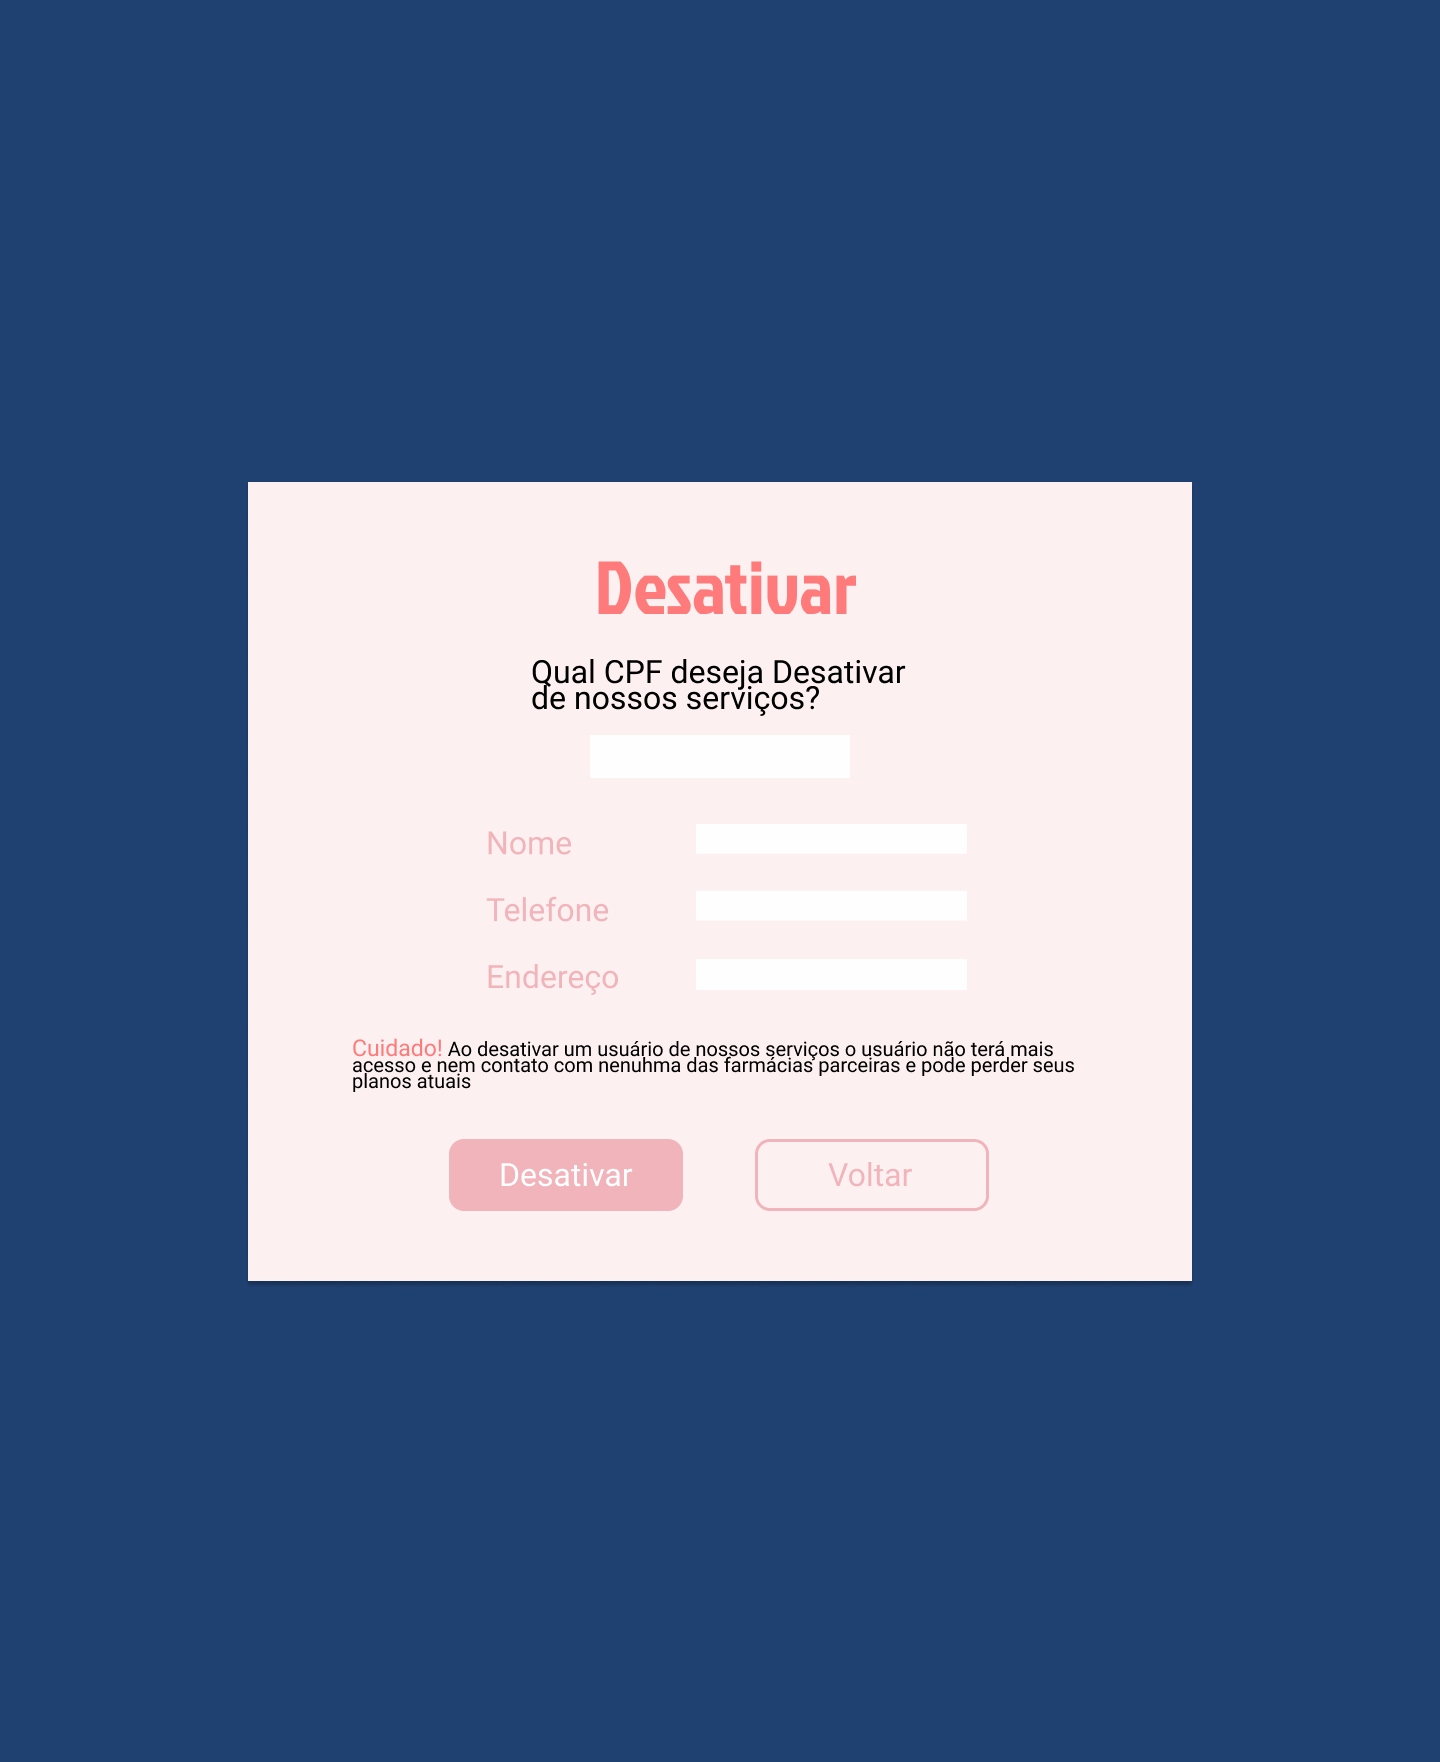 Desativar
Qual CPF deseja Desativar
de nossos serviços?
Nome
Telefone
Endereço
Cuidado! Ao desativar um usuário de nossos serviços o usuário não terá mais
acesso e nem contato com nenuhma das farmácias parceiras e pode perder seus
planos atuais
Desativar
Voltar